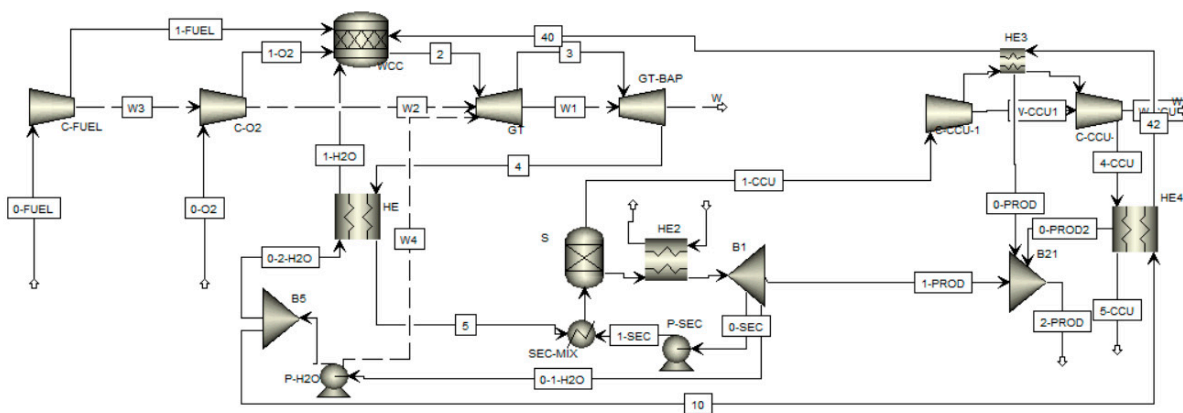 1-FUEL
40
HE3
1-O2
2
3
WCC
GT-BAP
W3
W2
W1
W
C-FUEL
C-O2
GT
C-CCU-1
W-CCU1
C-CCU-
42
1-H2O
4
1-CCU
4-CCU
0-FUEL
0-O2
HE
W4
0-PROD
HE4
0-2-H2O
S
HE2
B1
0-PROD2
B21
B5
1-PROD
5
1-SEC
P-SEC
0-SEC
2-PROD
5-CCU
SEC-MIX
P-H2O
0-1-H2O
10